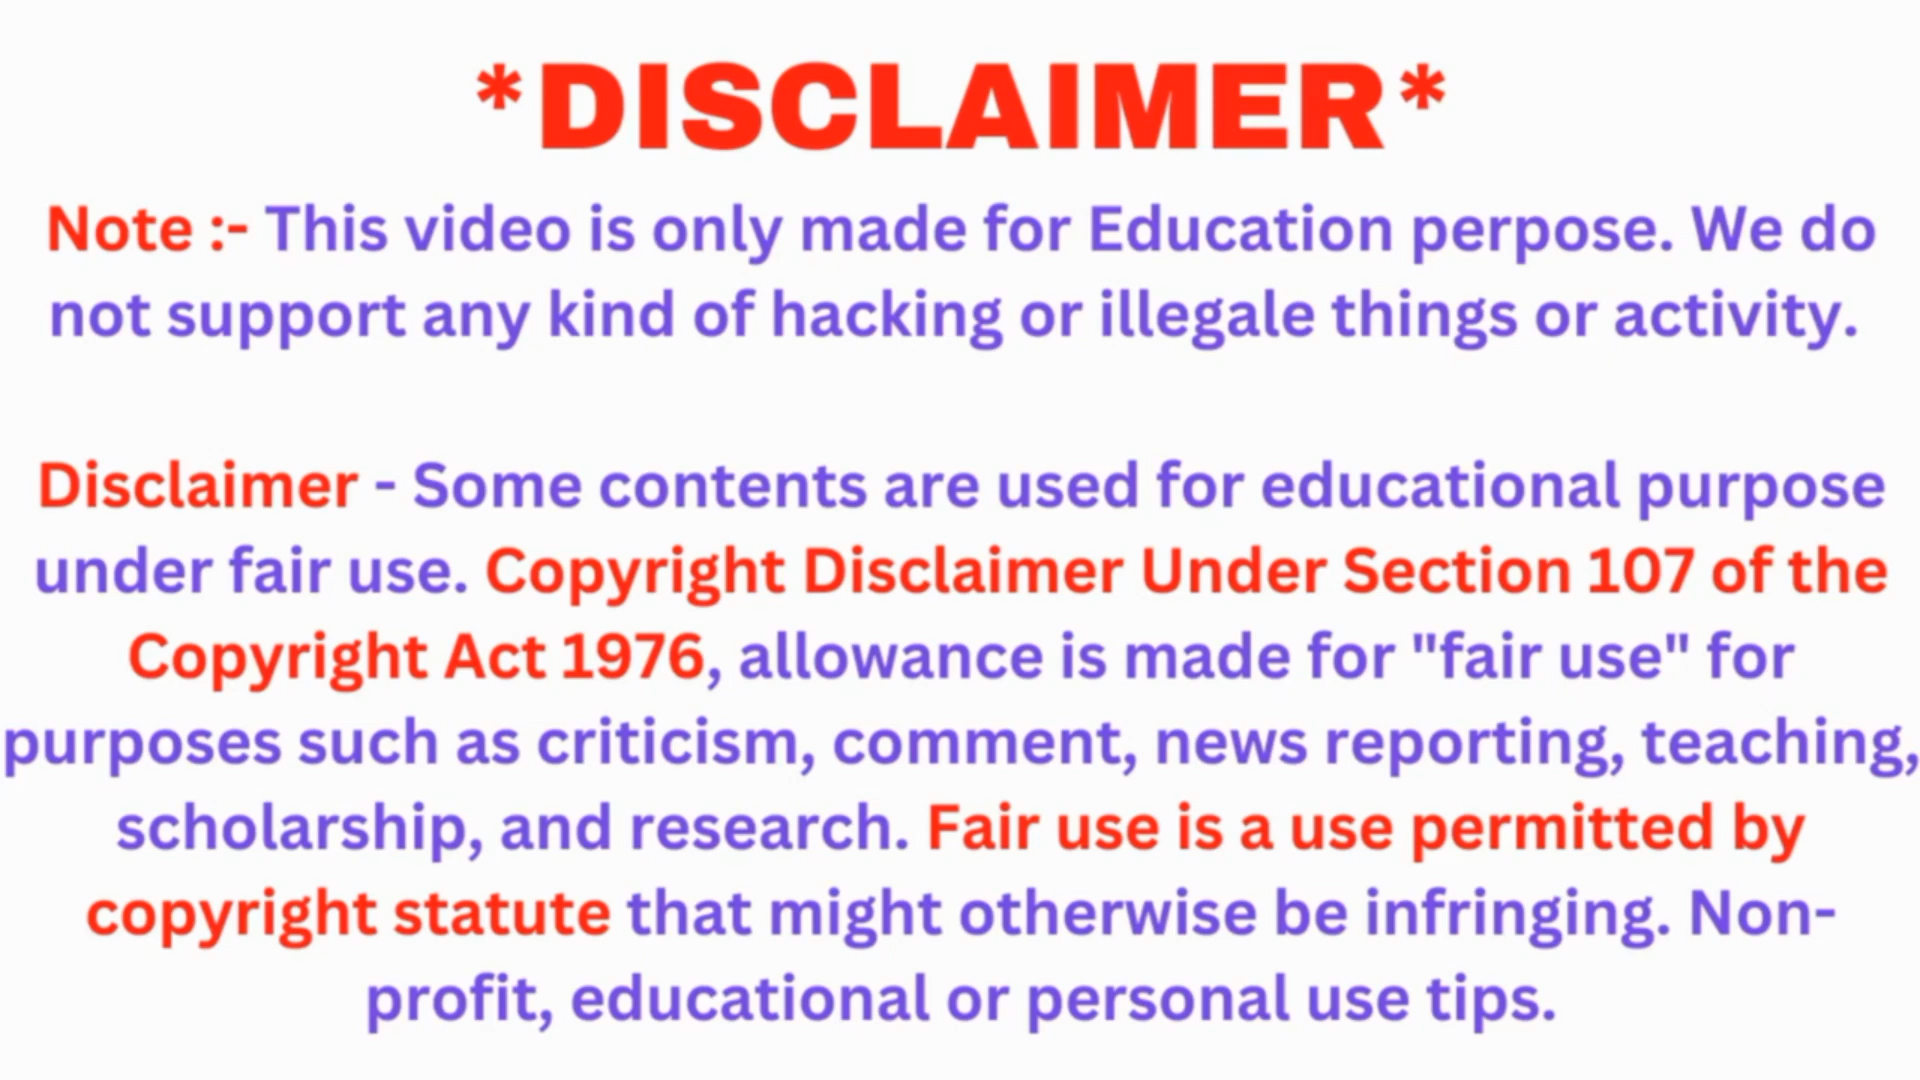 *DISCLAIMER*
Note :- This video is only made for Education perpose. We do
not support any kind of hacking or illegale things or activity.
Disclaimer - Some contents are used for educational purpose
under fair use. Copyright Disclaimer Under Section 107 of the
Copyright Act 1976, allowance is made for "fair use" for
purposes such as criticism, comment, news reporting, teaching,
scholarship, and research. Fair use is a use permitted by
copyright statute that might otherwise be infringing. Non-
profit, educational or personal use tips.